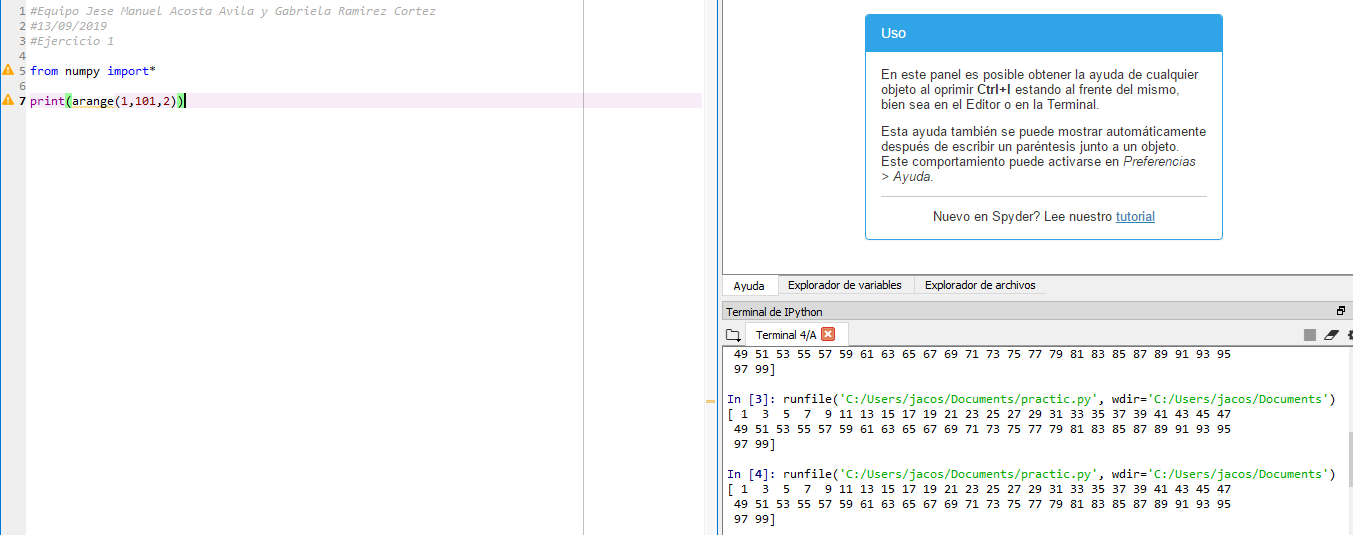 1 #Equipo Jese Manuel Acosta Avila y Gabriela Ramirez Cortez
2 #13/09/2019
3 #Ejercicio 1
4
5 from numpy import*
6
7 print(arange(1,101,2))
Uso
En este panel es posible obtener la ayuda de cualquier
objeto al oprimir Ctrl+I estando al frente del mismo,
bien sea en el Editor o en la Terminal.
Esta ayuda también se puede mostrar automáticamente
después de escribir un paréntesis junto a un objeto.
Este comportamiento puede activarse en Preferencias
> Ayuda.
Nuevo en Spyder? Lee nuestro tutorial
Ayuda Explorador de variables Explorador de archivos
Terminal de IPython
Terminal 4/A
49 51 53 55 57 59 61 63 65 67 69 71 73 75 77 79 81 83 85 87 89 91 93 95
97 99]
In [3]: runfile('C:/Users/jacos/Documents/practic.py', wdir='C:/Users/jacos/Documents')
[ 1 3 5 7 9 11 13 15 17 19 21 23 25 27 29 31 33 35 37 39 41 43 45 47
49 51 53 55 57 59 61 63 65 67 69 71 73 75 77 79 81 83 85 87 89 91 93 95
97 99]
In [4]: runfile('C:/Users/jacos/Documents/practic.py', wdir='C:/Users/jacos/Documents')
[ 1 3 5 7 9 11 13 15 17 19 21 23 25 27 29 31 33 35 37 39 41 43 45 47
49 51 53 55 57 59 61 63 65 67 69 71 73 75 77 79 81 83 85 87 89 91 93 95
97 99]